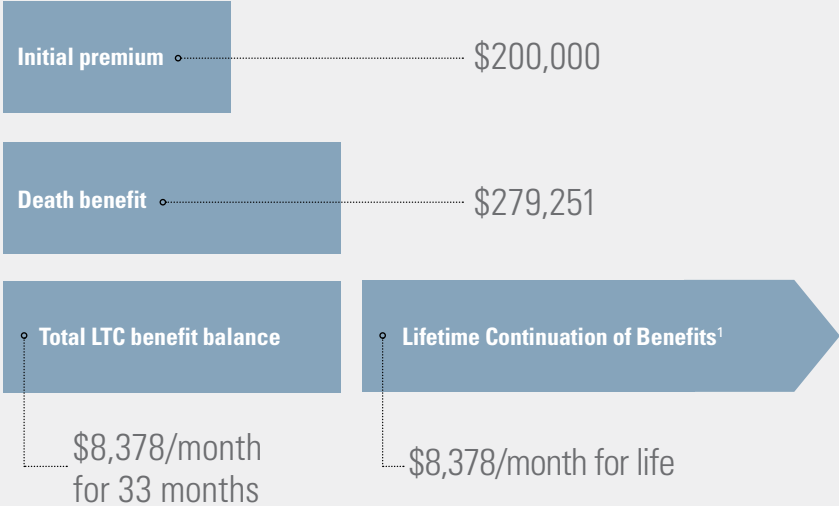 Initial premium
$200,000
Death benefit
$279,251
Total LTC benefit balance
Lifetime Continuation of Benefits¹
$8,378/month
for 33 months
$8,378/month for life